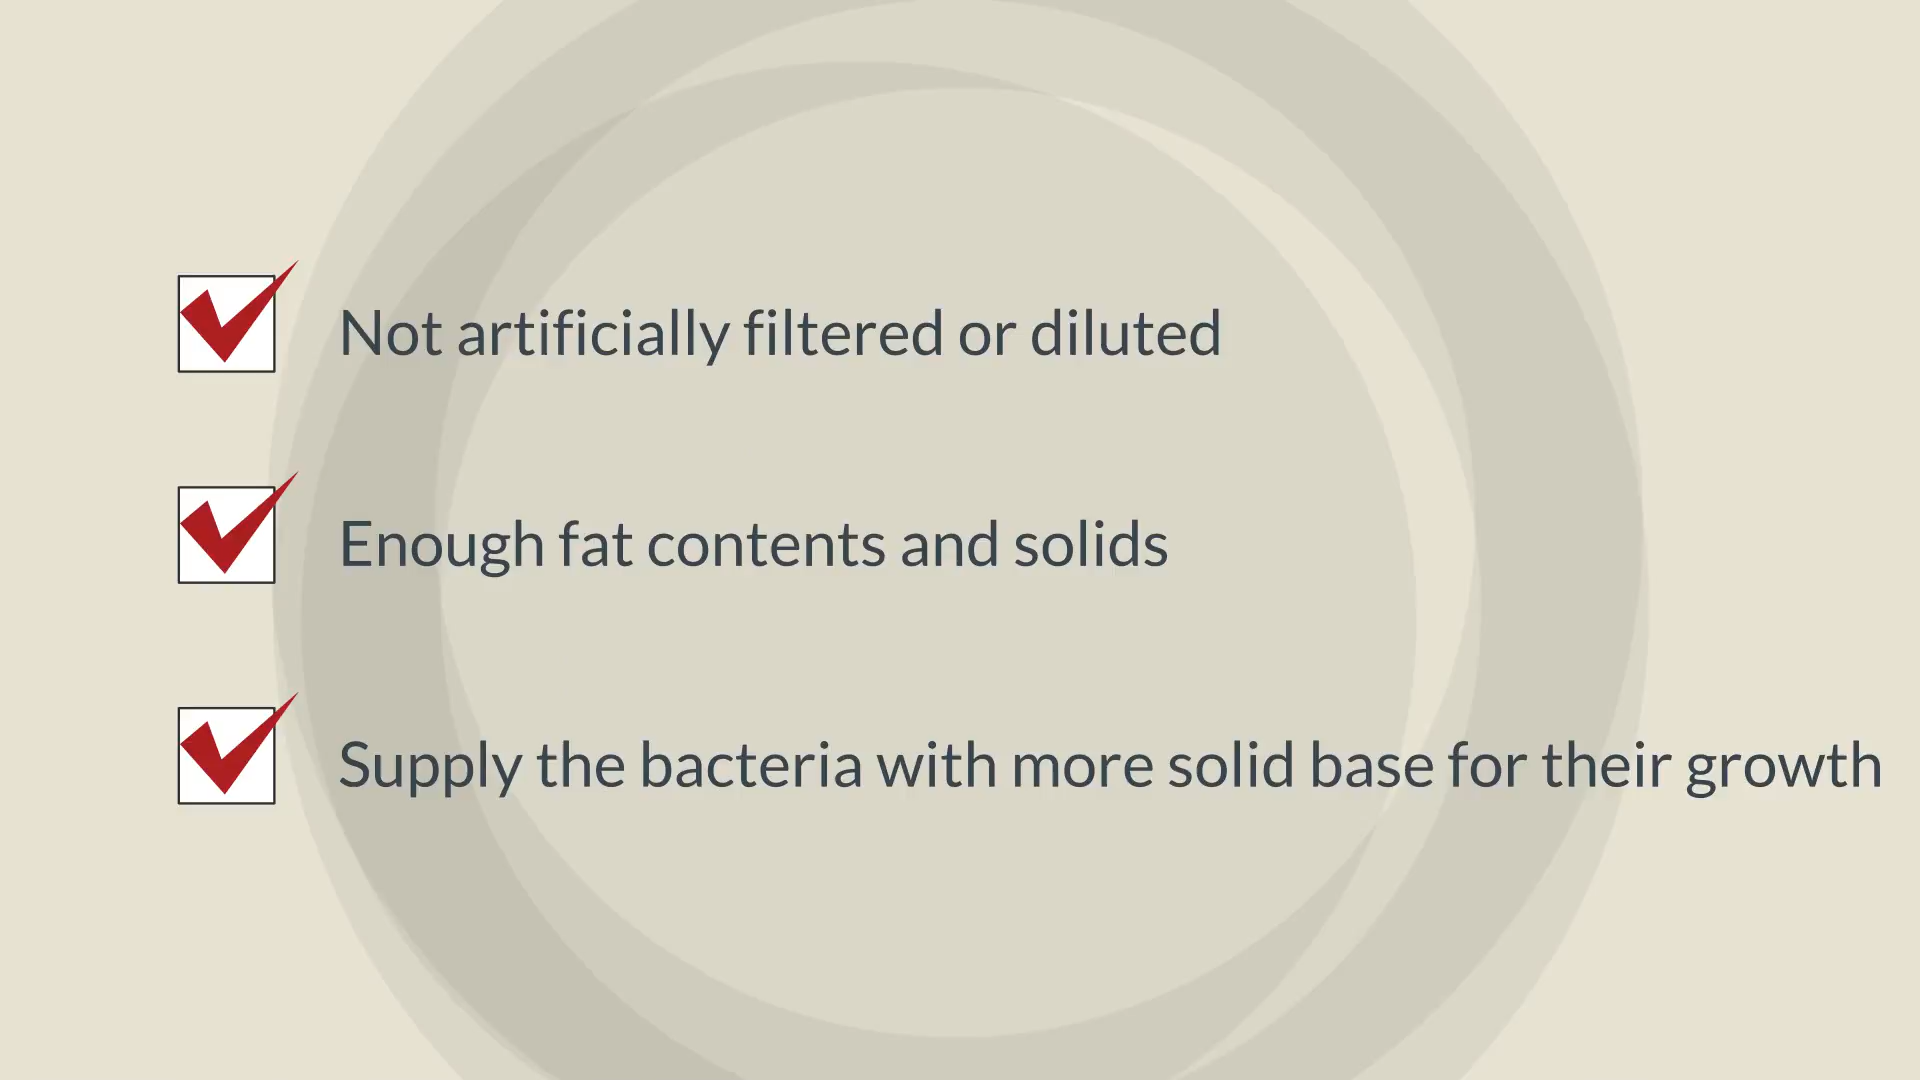 Not artificially filtered or diluted
Enough fat contents and solids
Supply the bacteria with more solid base for their growth